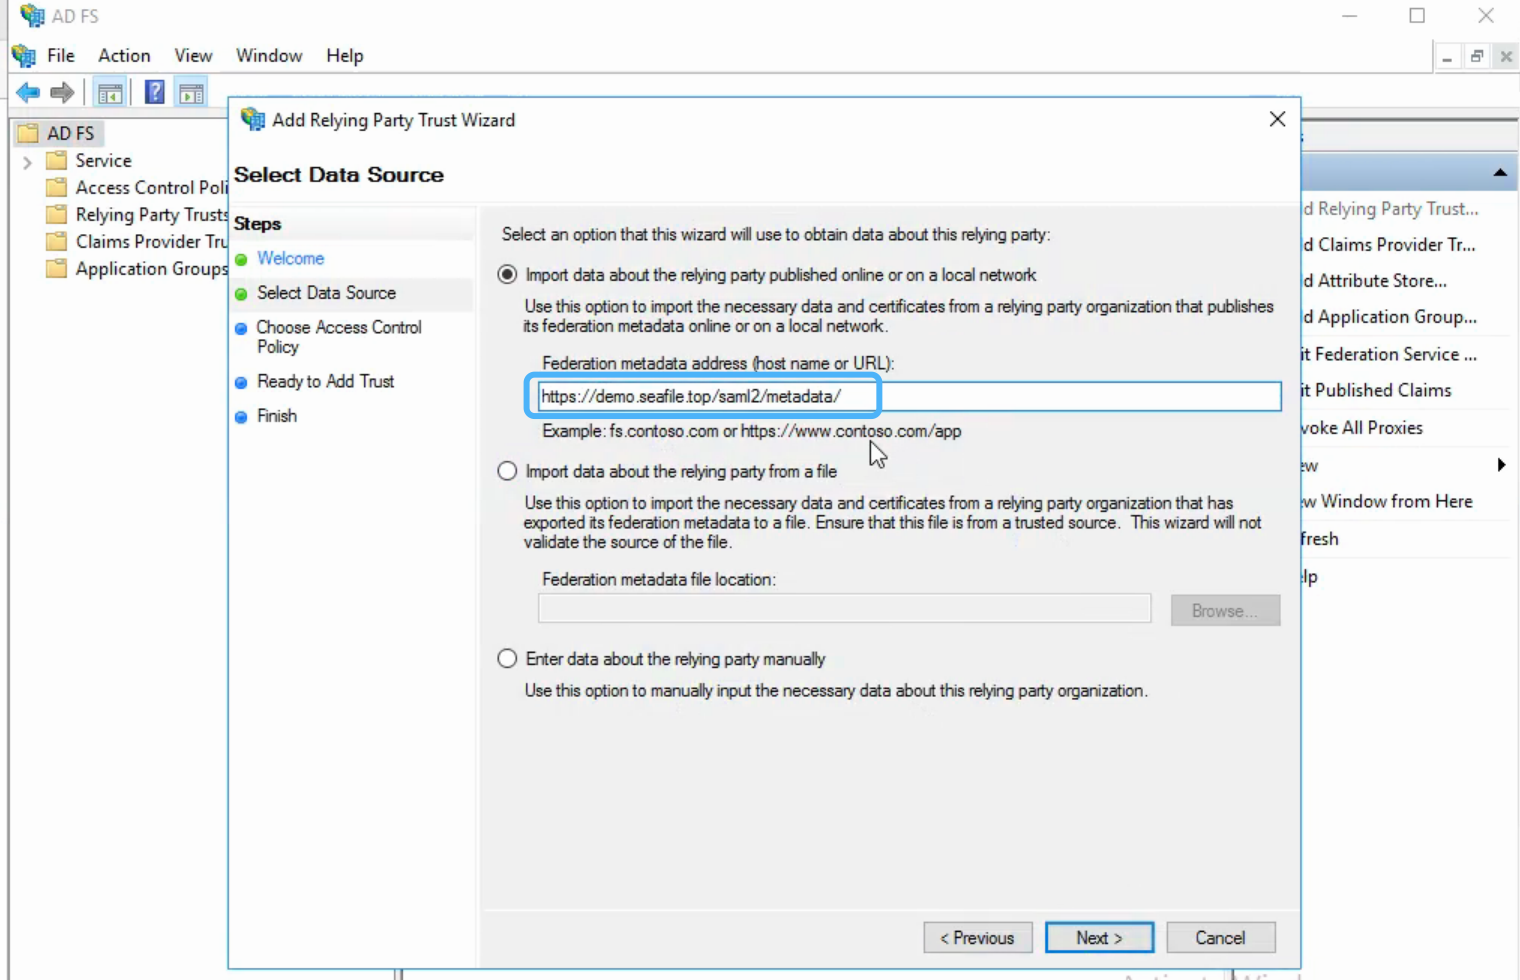 AD FS
File Action View Window Help
AD FS
Service
Access Control Poli
Relying Party Trusts
Claims Provider Tru
Application Groups
Add Relying Party Trust Wizard
Select Data Source
Steps
Welcome
Select Data Source
Choose Access Control
Policy
Ready to Add Trust
Finish
Select an option that this wizard will use to obtain data about this relying party:
Import data about the relying party published online or on a local network
Use this option to import the necessary data and certificates from a relying party organization that publishes
its federation metadata online or on a local network.
Federation metadata address (host name or URL):
https://demo.seafile.top/saml2/metadata/
Example: fs.contoso.com or https://www.contoso.com/app
Import data about the relying party from a file
Use this option to import the necessary data and certificates from a relying party organization that has
exported its federation metadata to a file. Ensure that this file is from a trusted source. This wizard will not
validate the source of the file.
Federation metadata file location:
Browse...
Enter data about the relying party manually
Use this option to manually input the necessary data about this relying party organization.
< Previous
Next >
Cancel
d Relying Party Trust...
d Claims Provider Tr...
d Attribute Store...
d Application Group...
it Federation Service ...
it Published Claims
voke All Proxies
ew
ew Window from Here
fresh
lp